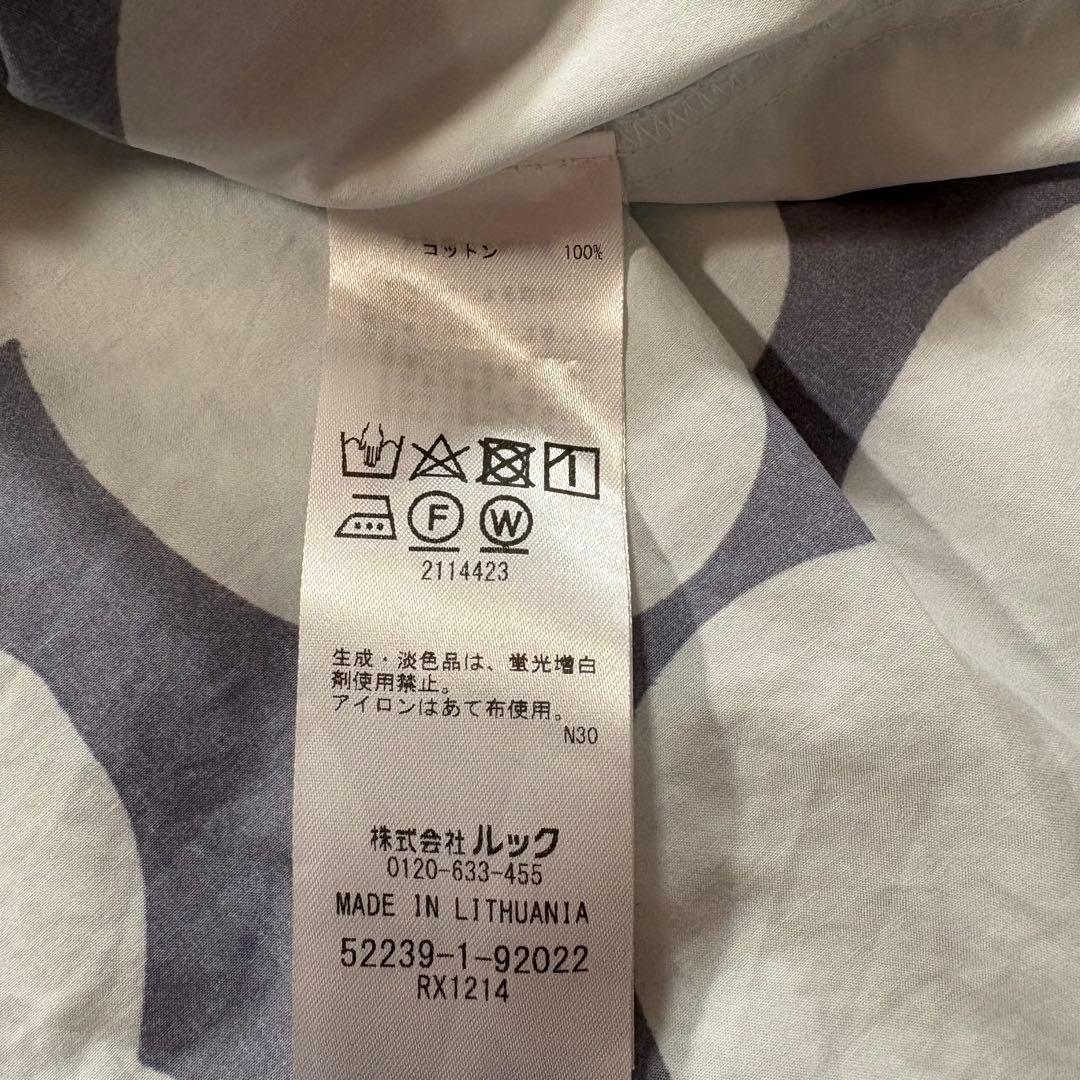 コットン 100%
F W
2114423
生成・淡色品は、蛍光増白
剤使用禁止。
アイロンはあて布使用。
N30
株式会社ルック
0120-633-455
MADE IN LITHUANIA
52239-1-92022
RX1214